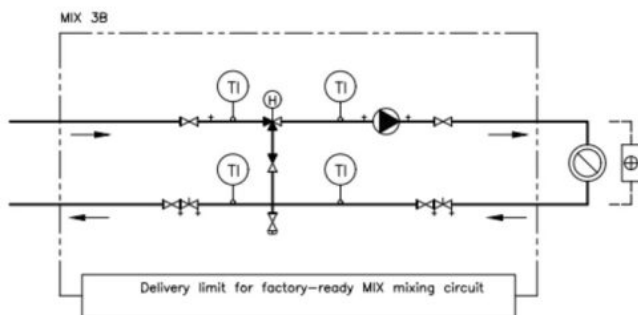 MIX 3B
TI
TI
H
TI
TI
Delivery limit for factory-ready MIX mixing circuit